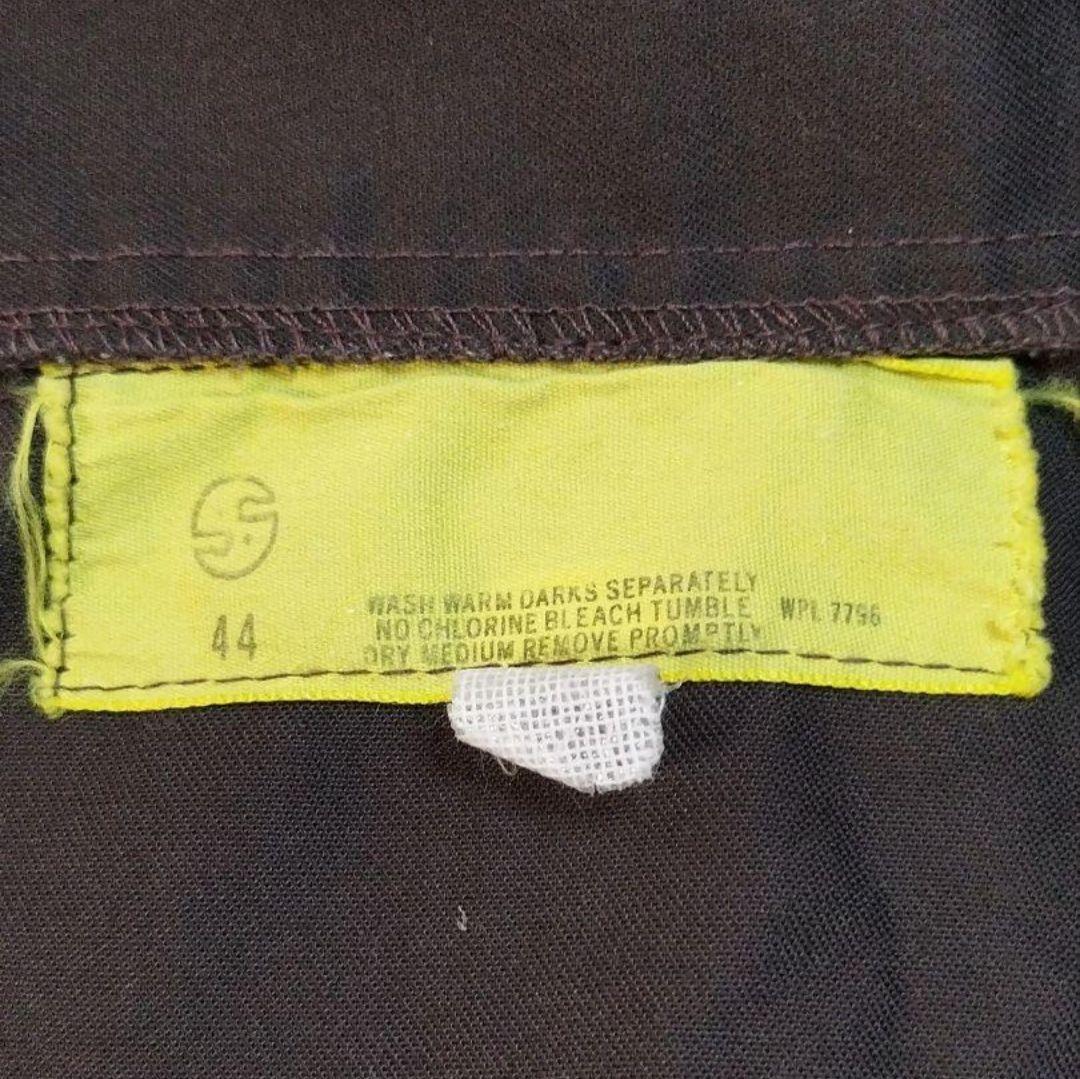 44
WASH WARM DARKS SEPARATELY
NO CHLORINE BLEACH TUMBLE
DRY MEDIUM REMOVE PROMPTLY
WPL 7796